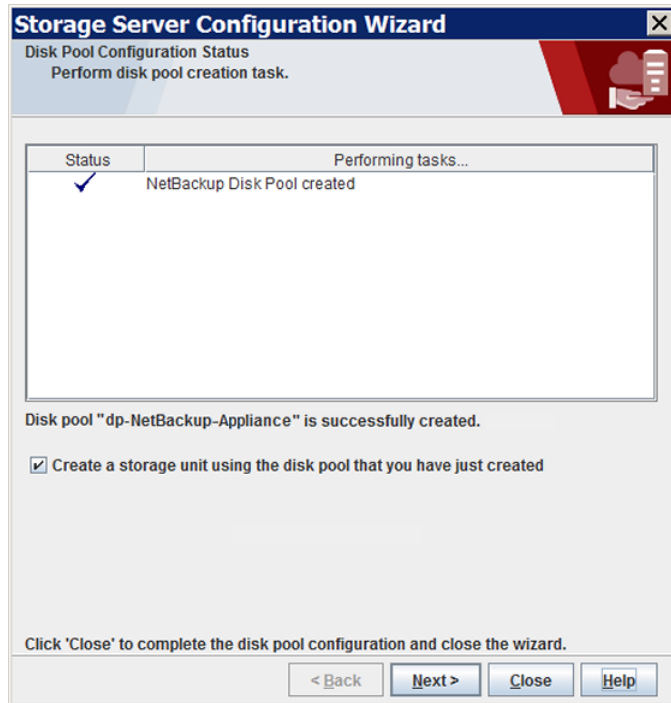 Storage Server Configuration Wizard
Disk Pool Configuration Status
Perform disk pool creation task.
Status Performing tasks...
NetBackup Disk Pool created
Disk pool "dp-NetBackup-Appliance" is successfully created.
Create a storage unit using the disk pool that you have just created
Click 'Close' to complete the disk pool configuration and close the wizard.
< Back Next > Close Help